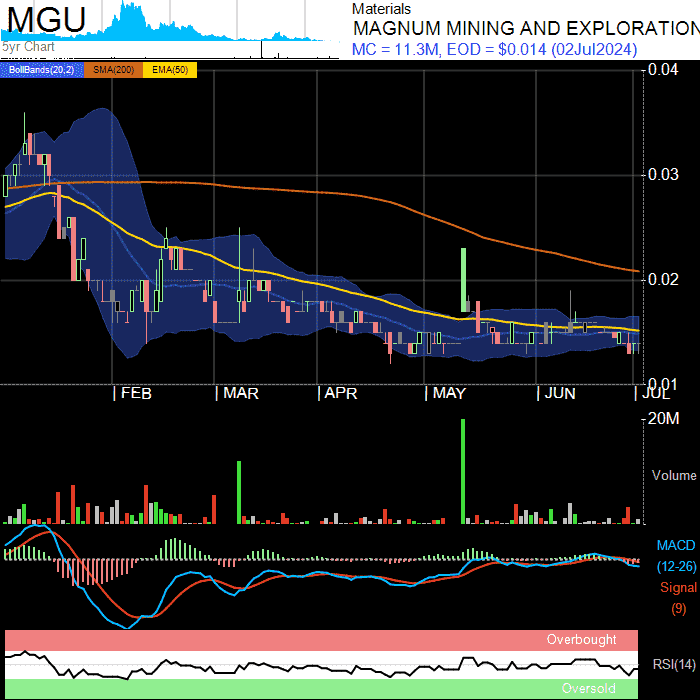 MGU
5yr Chart
Materials
MAGNUM MINING AND EXPLORATION
MC = 11.3M, EOD = $0.014 (02Jul2024)
BollBands(20,2) SMA(200) EMA(50)
0.04
0.03
0.02
0.01
FEB MAR APR MAY JUN JUL
20M
Volume
MACD
(12-26)
Signal
(9)
Overbought
RSI(14)
Oversold